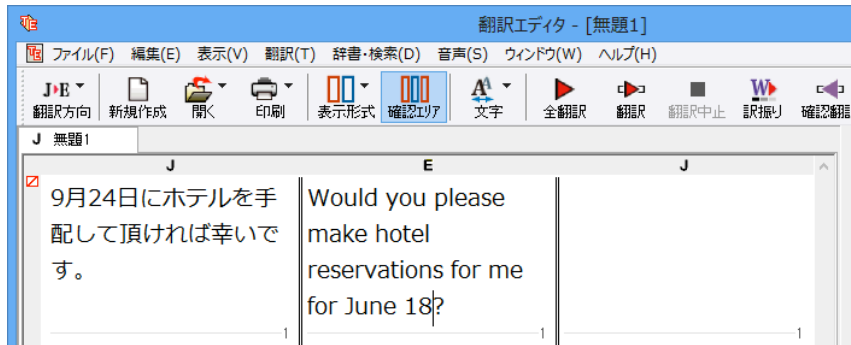 翻訳エディタ - [無題1]
ファイル(F) 編集(E) 表示(V) 翻訳(T) 辞書・検索(D) 音声(S) ウィンドウ(W) ヘルプ(H)
J▸E
翻訳方向 新規作成 開く 印刷 表示形式 確認エリア 文字 全翻訳 翻訳 翻訳中止 訳振り 確認翻訳
J 無題1
J E J
9月24日にホテルを手
配して頂ければ幸いで
す。
1
Would you please
make hotel
reservations for me
for June 18?
1
1